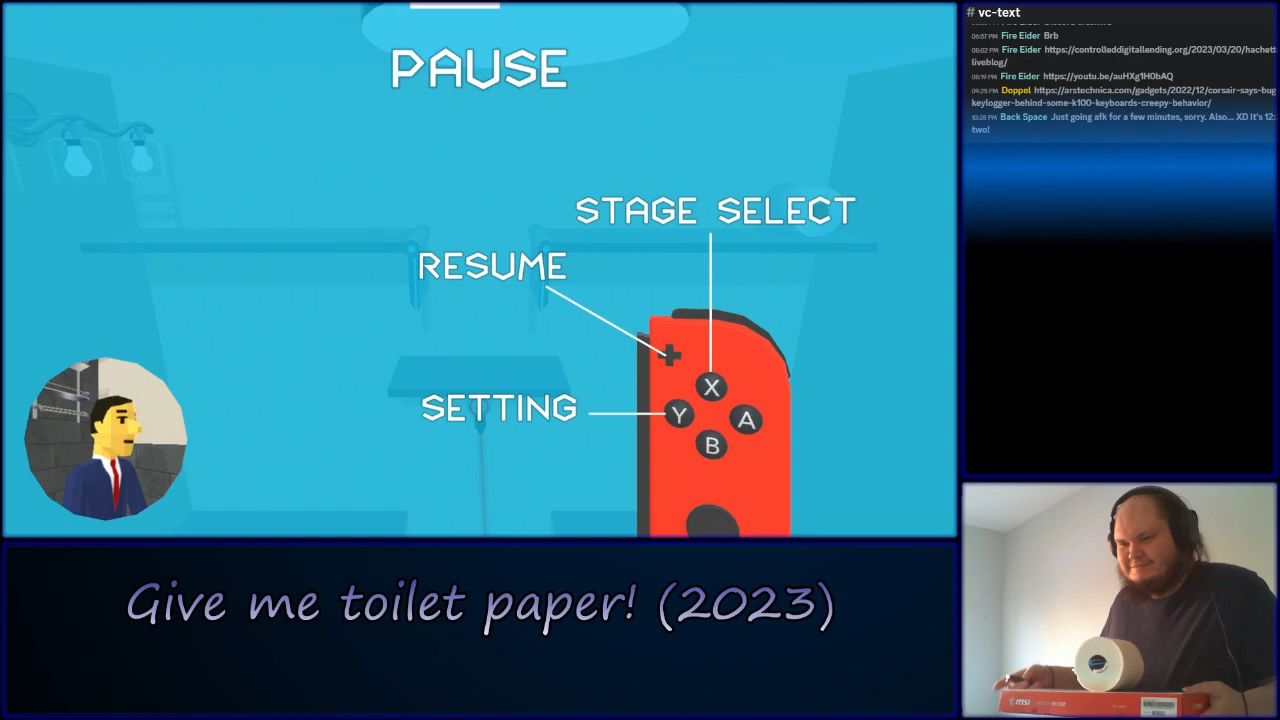 PAUSE
STAGE SELECT
RESUME
SETTING
X
Y
A
B
Give me toilet paper! (2023)
# vc-text
06:57 PM Fire Eider Brb
08:02 PM Fire Eider https://controlleddigitallending.org/2023/03/20/hachett
liveblog/
08:19 PM Fire Eider https://youtu.be/auHXg1H0bAQ
09:25 PM Doppel https://arstechnica.com/gadgets/2022/12/corsair-says-bug
keylogger-behind-some-k100-keyboards-creepy-behavior/
10:28 PM Back Space Just going afk for a few minutes, sorry. Also... XD It's 12:
two!
msi